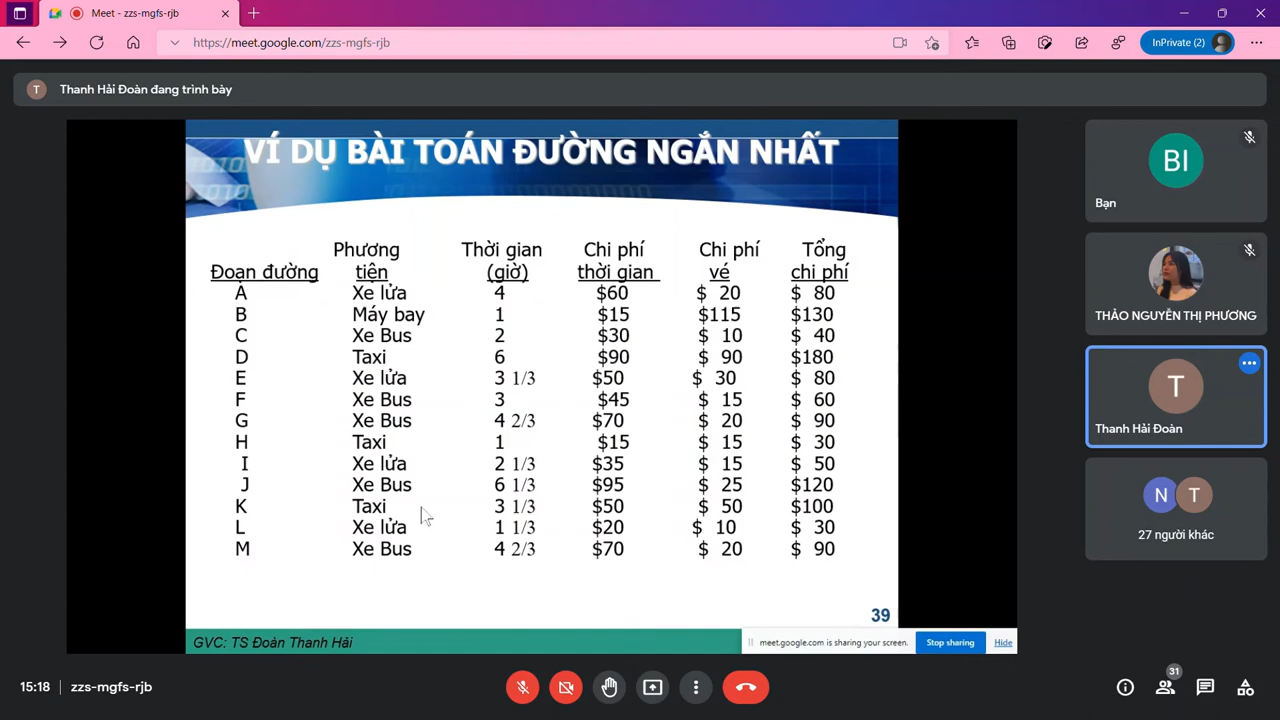 Meet - zzs-mgfs-rjb
https://meet.google.com/zzs-mgfs-rjb
InPrivate (2)
T Thanh Hải Đoàn đang trình bày
VÍ DỤ BÀI TOÁN ĐƯỜNG NGẮN NHẤT
Phương Thời gian Chi phí Chi phí Tổng
Đoạn đường tiện (giờ) thời gian vé chi phí
A Xe lửa 4 $60 $ 20 $ 80
B Máy bay 1 $15 $115 $130
C Xe Bus 2 $30 $ 10 $ 40
D Taxi 6 $90 $ 90 $180
E Xe lửa 3 1/3 $50 $ 30 $ 80
F Xe Bus 3 $45 $ 15 $ 60
G Xe Bus 4 2/3 $70 $ 20 $ 90
H Taxi 1 $15 $ 15 $ 30
I Xe lửa 2 1/3 $35 $ 15 $ 50
J Xe Bus 6 1/3 $95 $ 25 $120
K Taxi 3 1/3 $50 $ 50 $100
L Xe lửa 1 1/3 $20 $ 10 $ 30
M Xe Bus 4 2/3 $70 $ 20 $ 90
39
GVC: TS Đoàn Thanh Hải
meet.google.com is sharing your screen. Stop sharing Hide
BI
Bạn
THẢO NGUYỄN THỊ PHƯƠNG
T
Thanh Hải Đoàn
N T
27 người khác
15:18 | zzs-mgfs-rjb
31